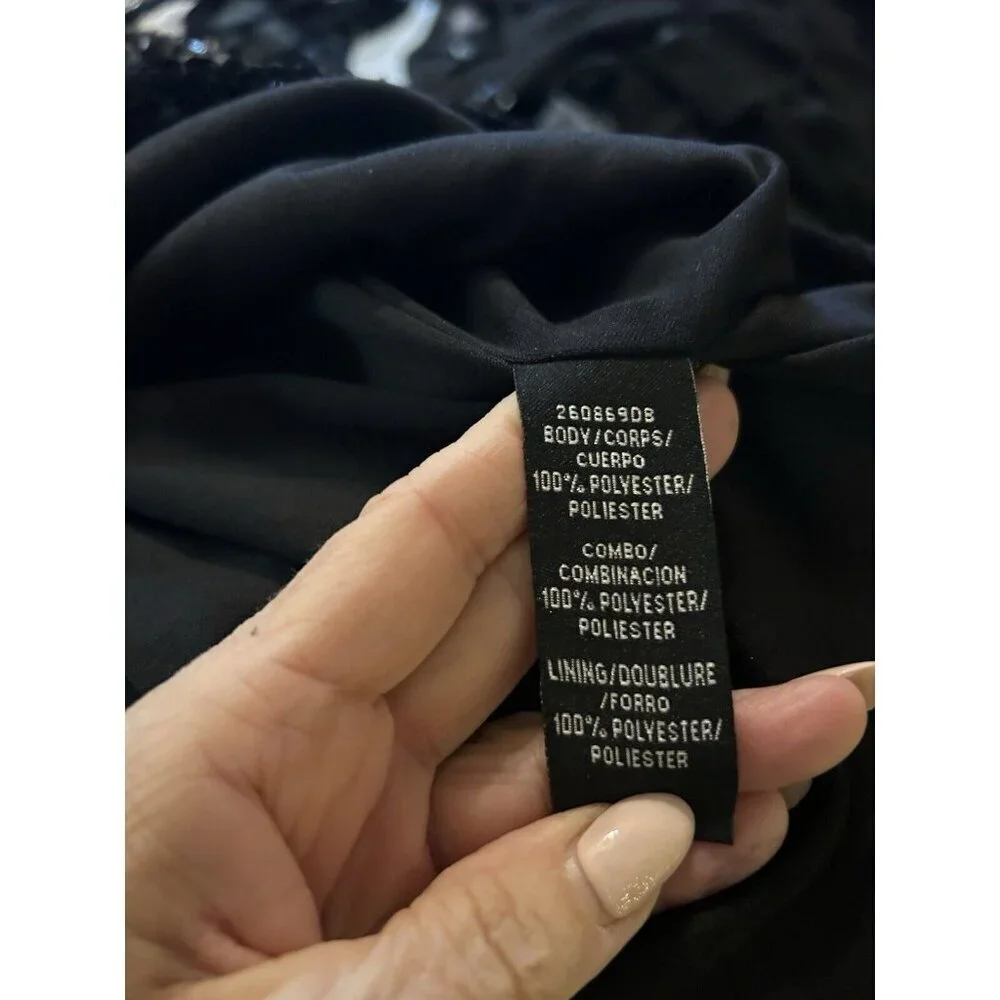 260869DB
BODY/CORPS/
CUERPO
100% POLYESTER/
POLIESTER
COMBO/
COMBINACION
100% POLYESTER/
POLIESTER
LINING/DOUBLURE
/FORRO
100% POLYESTER/
POLIESTER